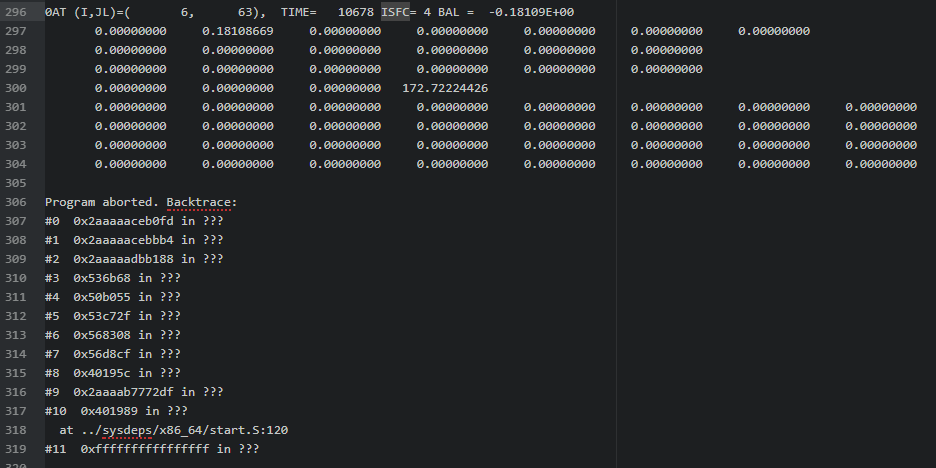 296 0AT (I,JL)=(       6,      63),  TIME=   10678 ISFC= 4 BAL =  -0.18109E+00
297        0.00000000     0.18108669     0.00000000     0.00000000     0.00000000     0.00000000     0.00000000
298        0.00000000     0.00000000     0.00000000     0.00000000     0.00000000     0.00000000
299        0.00000000     0.00000000     0.00000000     0.00000000     0.00000000     0.00000000
300        0.00000000     0.00000000     0.00000000   172.72224426
301        0.00000000     0.00000000     0.00000000     0.00000000     0.00000000     0.00000000     0.00000000     0.00000000
302        0.00000000     0.00000000     0.00000000     0.00000000     0.00000000     0.00000000     0.00000000     0.00000000
303        0.00000000     0.00000000     0.00000000     0.00000000     0.00000000     0.00000000     0.00000000     0.00000000
304        0.00000000     0.00000000     0.00000000     0.00000000     0.00000000     0.00000000     0.00000000     0.00000000
305
306 Program aborted. Backtrace:
307 #0  0x2aaaaaceb0fd in ???
308 #1  0x2aaaaacebbb4 in ???
309 #2  0x2aaaaadbb188 in ???
310 #3  0x536b68 in ???
311 #4  0x50b055 in ???
312 #5  0x53c72f in ???
313 #6  0x568308 in ???
314 #7  0x56d8cf in ???
315 #8  0x40195c in ???
316 #9  0x2aaaab7772df in ???
317 #10  0x401989 in ???
318   at ../sysdeps/x86_64/start.S:120
319 #11  0xffffffffffffffff in ???
320